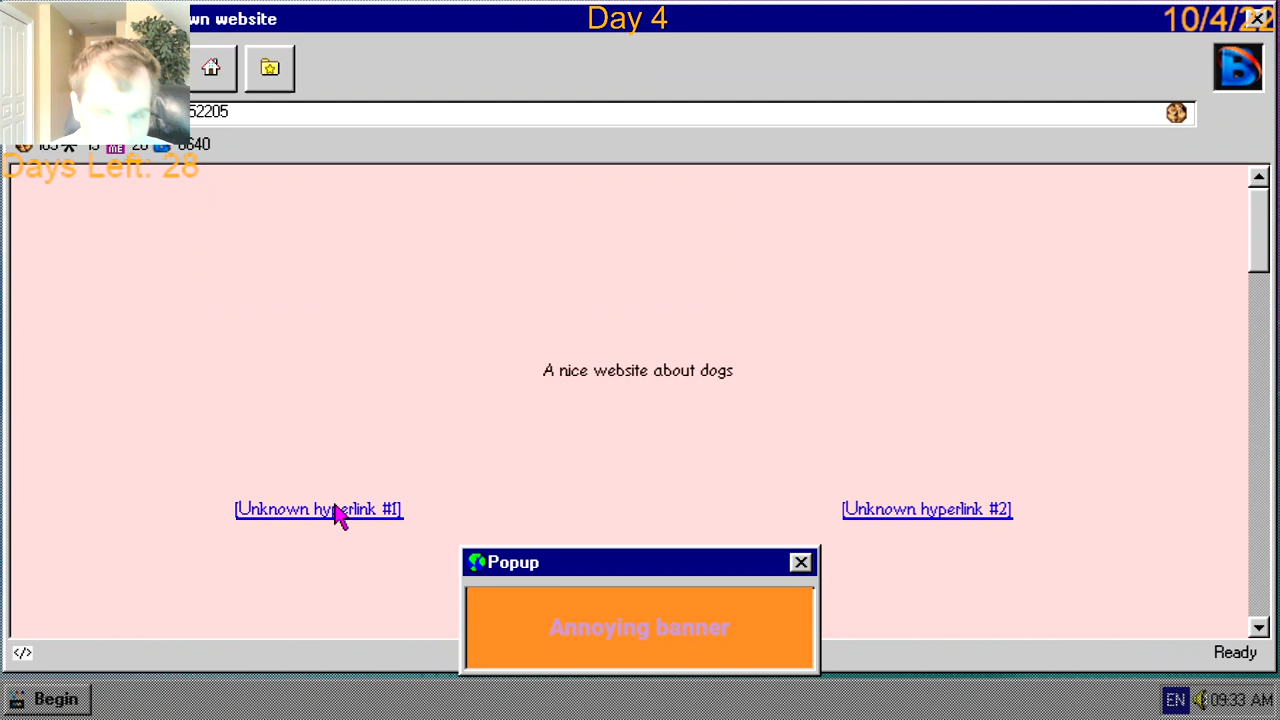 wn website
Day 4
10/4/22
52205
6640
Days Left: 28
A nice website about dogs
[Unknown hyperlink #1]
[Unknown hyperlink #2]
Popup
Annoying banner
</>
Ready
Begin
EN
09:33 AM